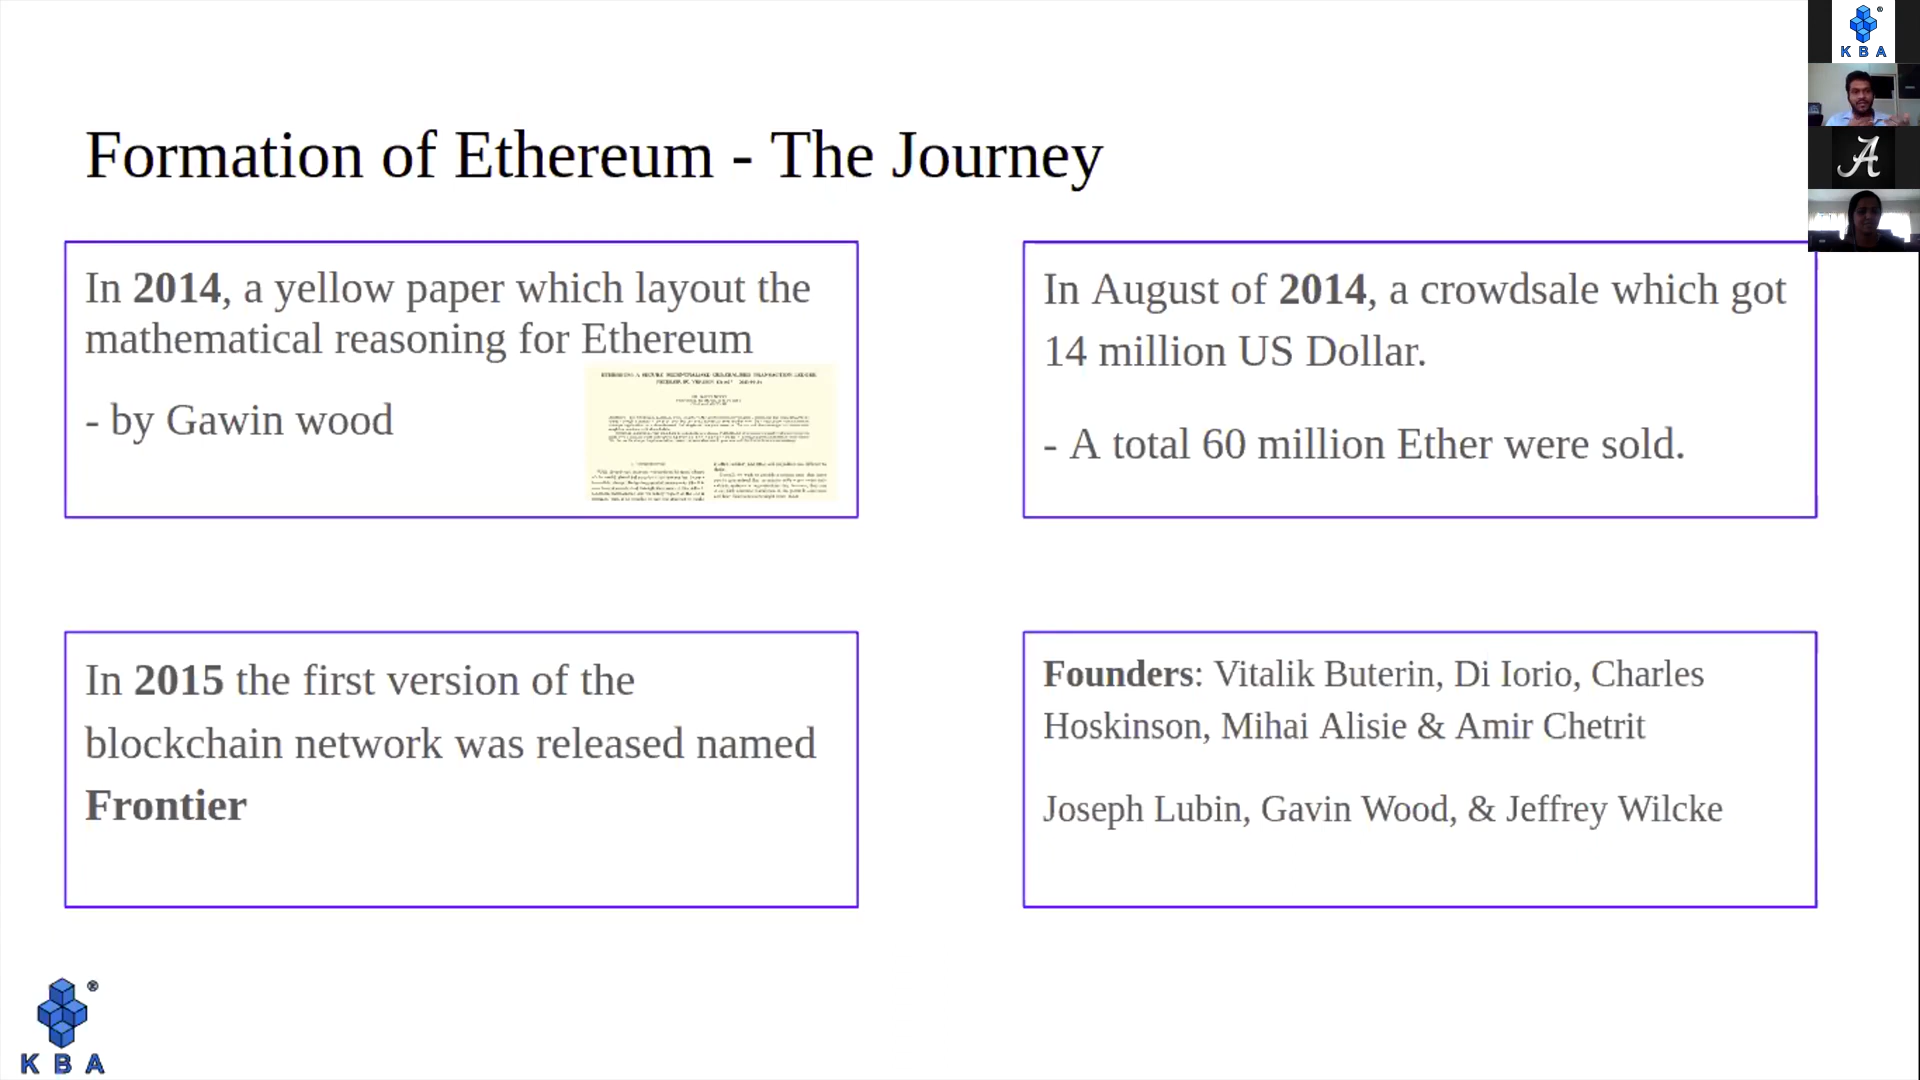 Formation of Ethereum - The Journey
In 2014, a yellow paper which layout the
mathematical reasoning for Ethereum
- by Gawin wood
In August of 2014, a crowdsale which got
14 million US Dollar.
- A total 60 million Ether were sold.
In 2015 the first version of the
blockchain network was released named
Frontier
Founders: Vitalik Buterin, Di Iorio, Charles
Hoskinson, Mihai Alisie & Amir Chetrit
Joseph Lubin, Gavin Wood, & Jeffrey Wilcke
®
K B A
®
K B A
A